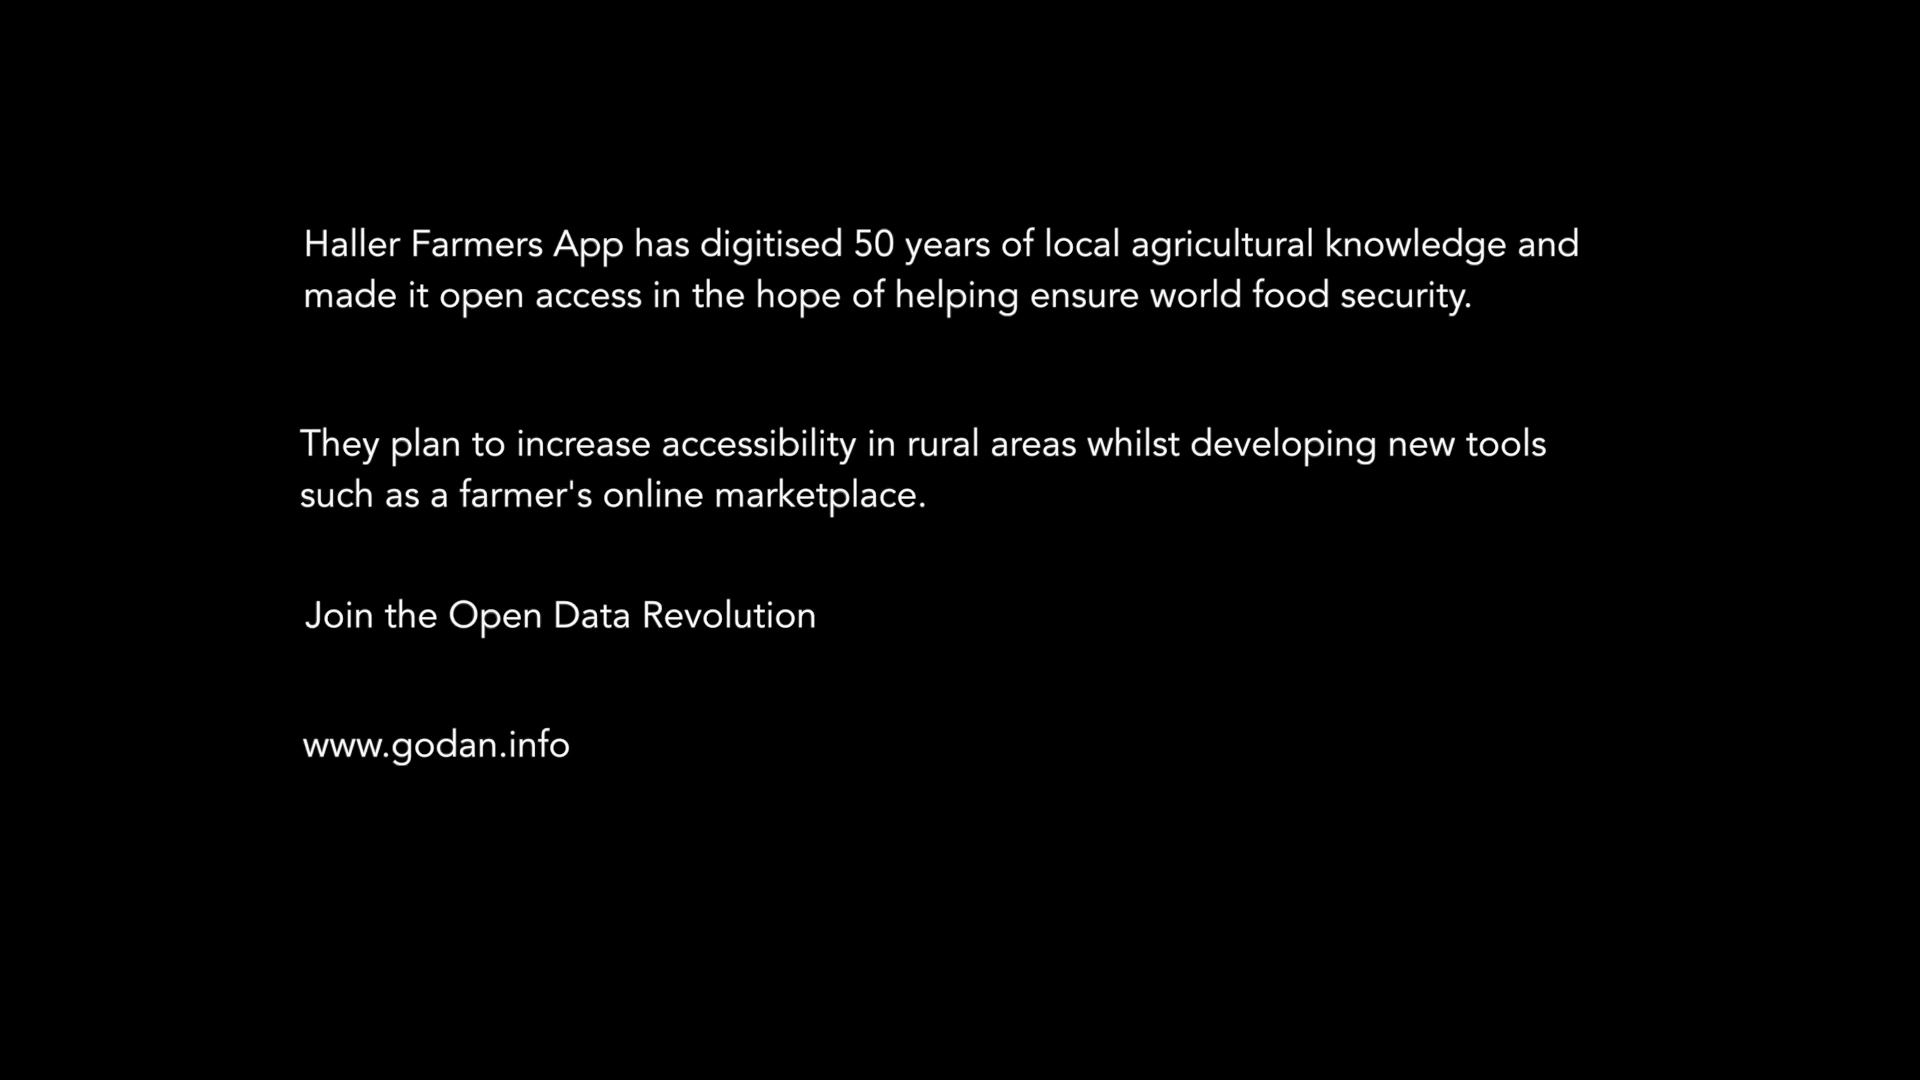 Haller Farmers App has digitised 50 years of local agricultural knowledge and
made it open access in the hope of helping ensure world food security.
They plan to increase accessibility in rural areas whilst developing new tools
such as a farmer's online marketplace.
Join the Open Data Revolution
www.godan.info